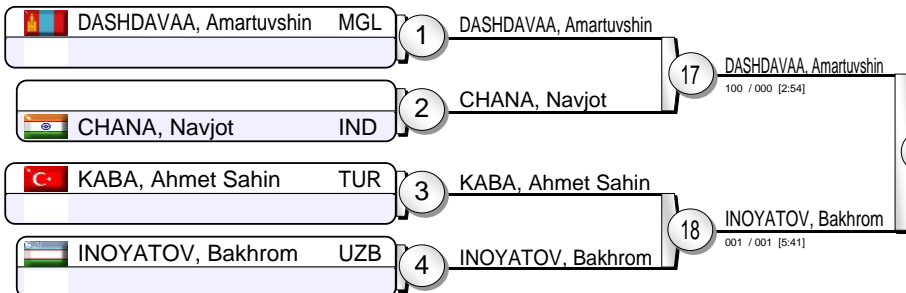 DASHDAVAA, Amartuvshin MGL
1
DASHDAVAA, Amartuvshin
17
DASHDAVAA, Amartuvshin
100 / 000 [2:54]
CHANA, Navjot IND
2
CHANA, Navjot
KABA, Ahmet Sahin TUR
3
KABA, Ahmet Sahin
18
INOYATOV, Bakhrom
001 / 001 [5:41]
INOYATOV, Bakhrom UZB
4
INOYATOV, Bakhrom